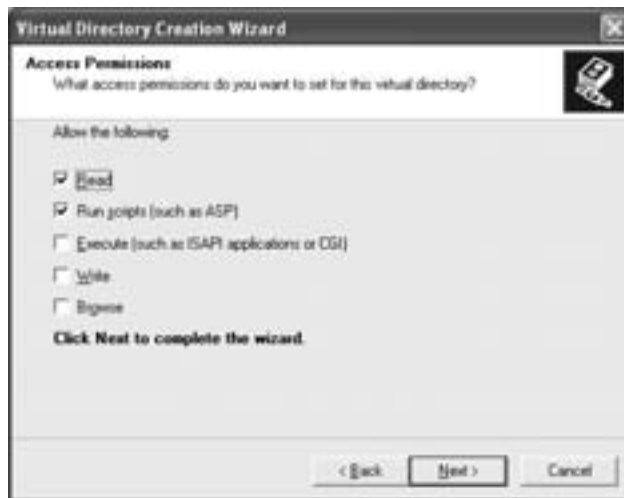 Virtual Directory Creation Wizard
Access Permissions
What access permissions do you want to set for this virtual directory?
Allow the following:
Read
Run scripts (such as ASP)
Execute (such as ISAPI applications or CGI)
Write
Browse
Click Next to complete the wizard.
< Back Next > Cancel